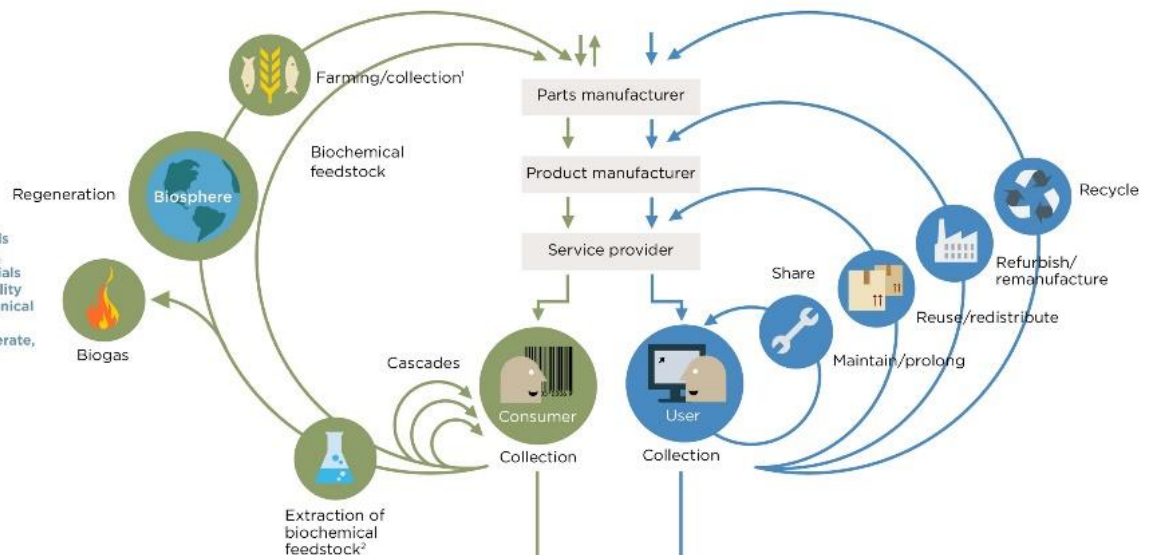 Farming/collection¹
Parts manufacturer
Biochemical
feedstock
Product manufacturer
Regeneration
Biosphere
Recycle
Service provider
Share
Refurbish/
remanufacture
Reuse/redistribute
Biogas
Maintain/prolong
Cascades
Consumer
User
Collection
Collection
Extraction of
biochemical
feedstock²